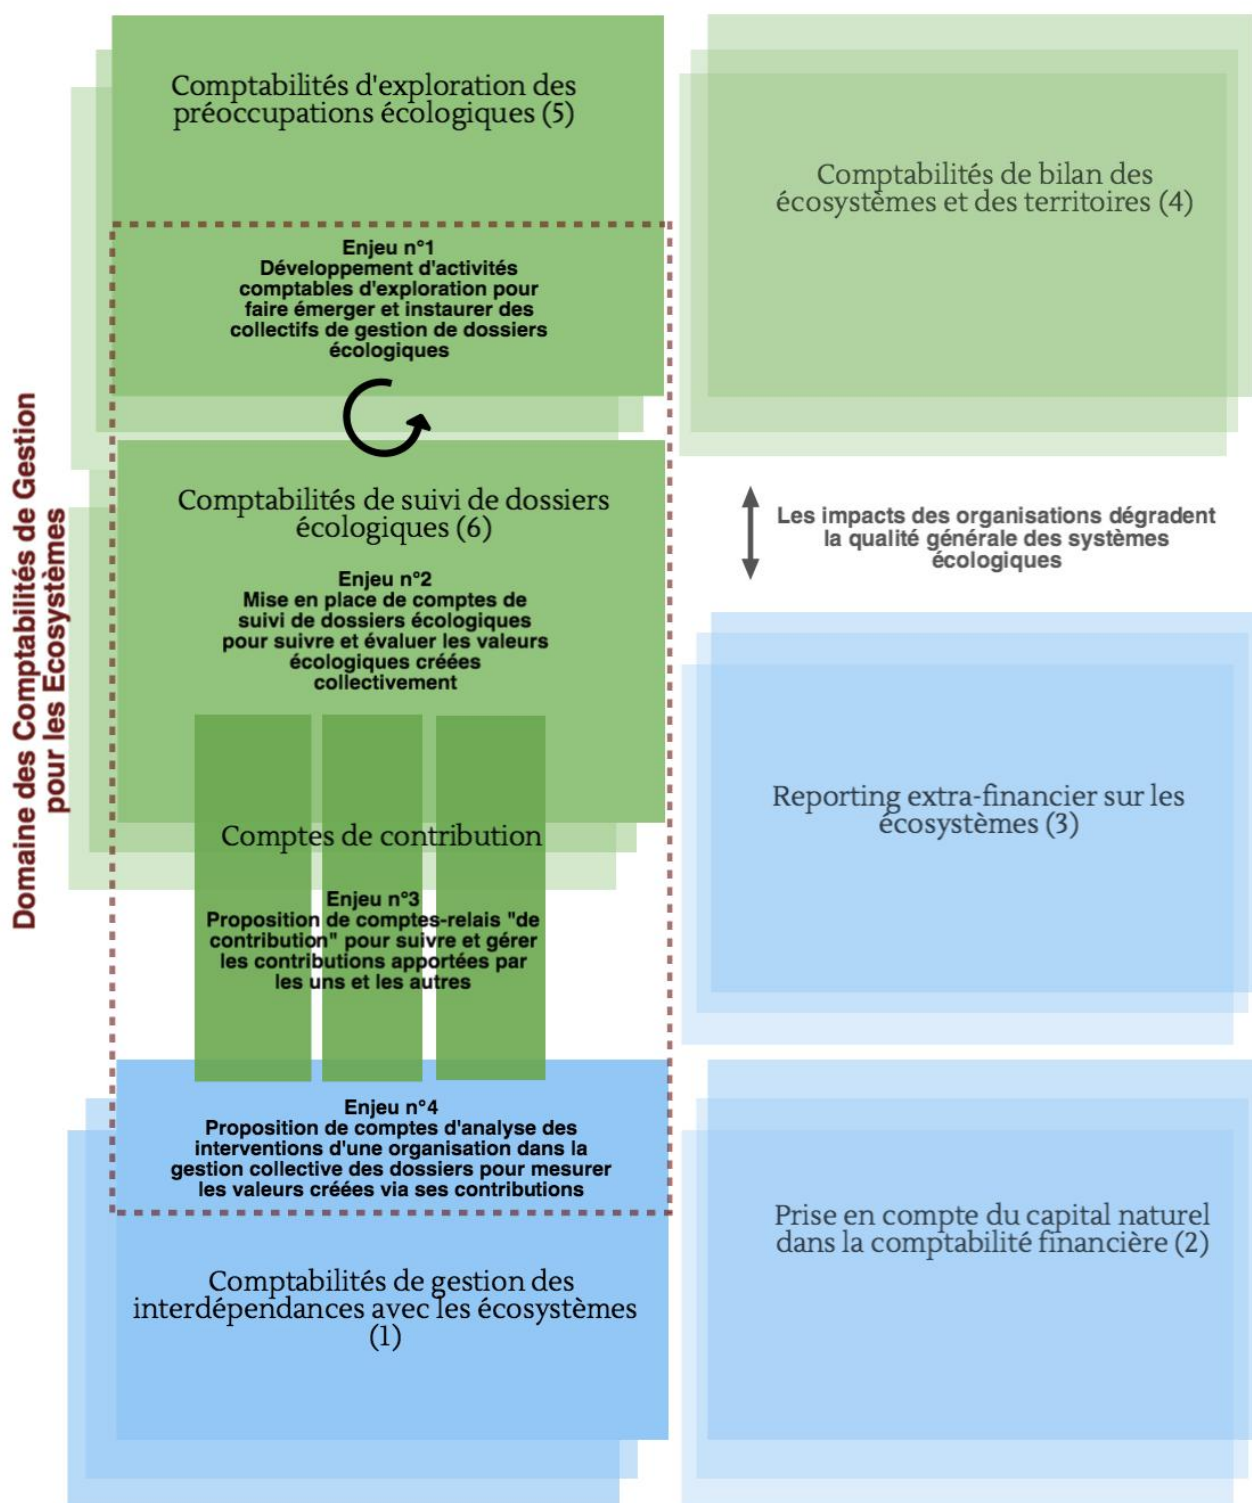 Domaine des Comptabilités de Gestion
pour les Ecosystèmes
Comptabilités d'exploration des
préoccupations écologiques (5)
Enjeu n°1
Développement d'activités
comptables d'exploration pour
faire émerger et instaurer des
collectifs de gestion de dossiers
écologiques
Comptabilités de suivi de dossiers
écologiques (6)
Enjeu n°2
Mise en place de comptes de
suivi de dossiers écologiques
pour suivre et évaluer les valeurs
écologiques créées
collectivement
Comptes de contribution
Enjeu n°3
Proposition de comptes-relais "de
contribution" pour suivre et gérer
les contributions apportées par
les uns et les autres
Enjeu n°4
Proposition de comptes d'analyse des
interventions d'une organisation dans la
gestion collective des dossiers pour mesurer
les valeurs créées via ses contributions
Comptabilités de gestion des
interdépendances avec les écosystèmes
(1)
Comptabilités de bilan des
écosystèmes et des territoires (4)
Les impacts des organisations dégradent
la qualité générale des systèmes
écologiques
Reporting extra-financier sur les
écosystèmes (3)
Prise en compte du capital naturel
dans la comptabilité financière (2)